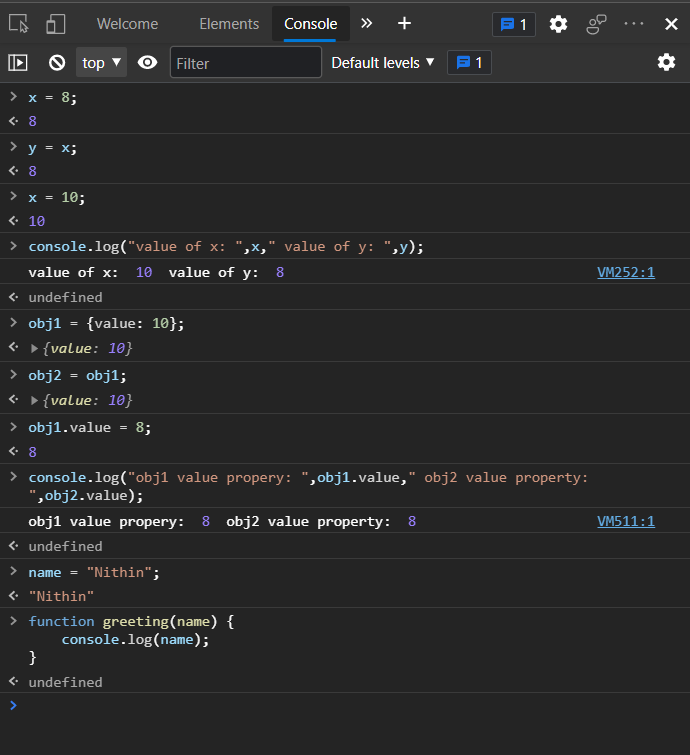 Welcome Elements Console 1
top Filter Default levels 1
x = 8;
8
y = x;
8
x = 10;
10
console.log("value of x: ",x," value of y: ",y);
value of x:  10  value of y:  8 VM252:1
undefined
obj1 = {value: 10};
{value: 10}
obj2 = obj1;
{value: 10}
obj1.value = 8;
8
console.log("obj1 value propery: ",obj1.value," obj2 value property:
",obj2.value);
obj1 value propery:  8  obj2 value property:  8 VM511:1
undefined
name = "Nithin";
"Nithin"
function greeting(name) {
    console.log(name);
}
undefined